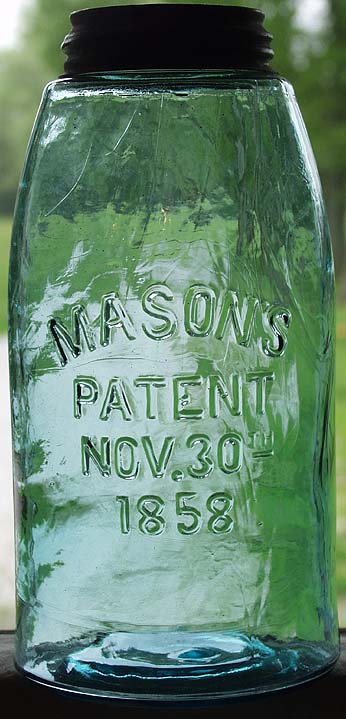 MASON'S
PATENT
NOV. 30TH
1858